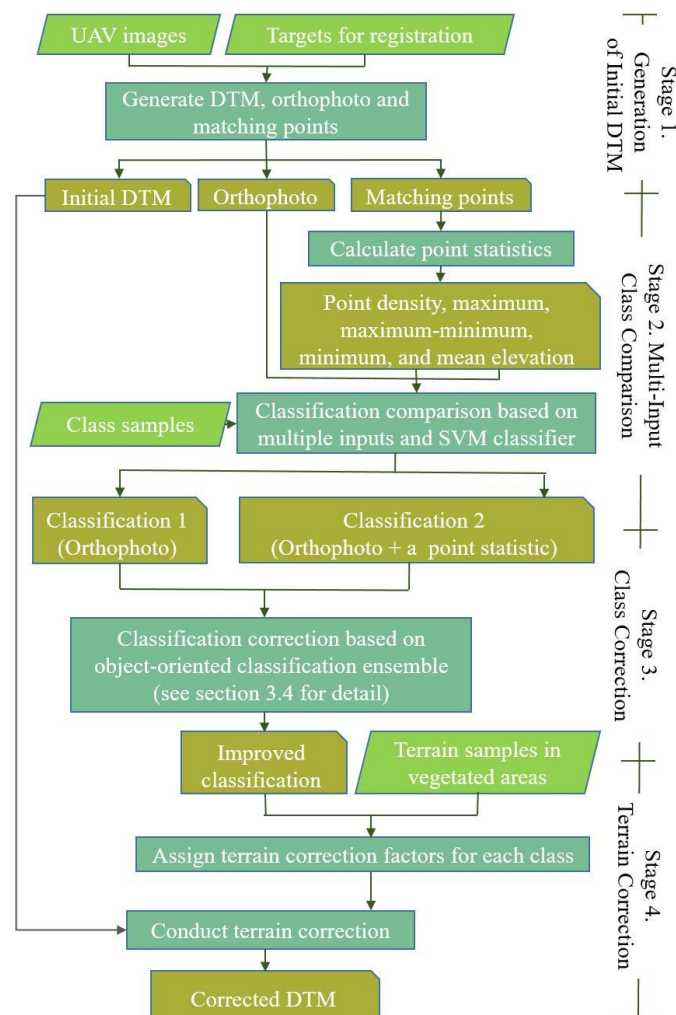 UAV images
Targets for registration
Generate DTM, orthophoto and
matching points
Initial DTM
Orthophoto
Matching points
Calculate point statistics
Point density, maximum,
maximum-minimum,
minimum, and mean elevation
Class samples
Classification comparison based on
multiple inputs and SVM classifier
Classification 1
(Orthophoto)
Classification 2
(Orthophoto + a point statistic)
Classification correction based on
object-oriented classification ensemble
(see section 3.4 for detail)
Improved
classification
Terrain samples in
vegetated areas
Assign terrain correction factors for each class
Conduct terrain correction
Corrected DTM
Stage 1.
Generation
of Initial DTM
Stage 2. Multi-Input
Class Comparison
Stage 3.
Class Correction
Stage 4.
Terrain Correction